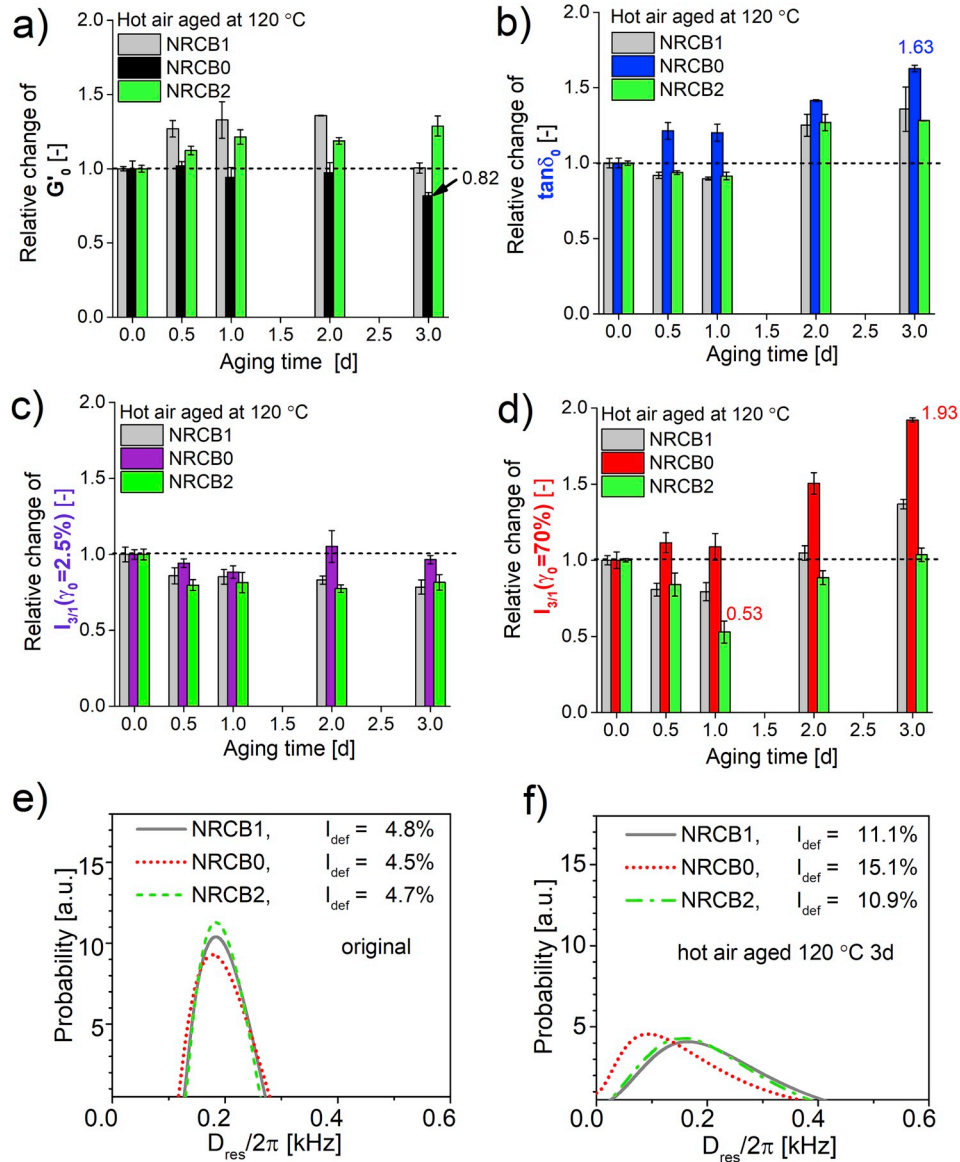 a)
Hot air aged at 120 °C
NRCB1
NRCB0
NRCB2
0.82
Relative change of
G'0 [-]
2.0
1.5
1.0
0.5
0.0
0.0 0.5 1.0 1.5 2.0 2.5 3.0
Aging time [d]
b)
Hot air aged at 120 °C
NRCB1
NRCB0
NRCB2
1.63
Relative change of
tanδ0 [-]
2.0
1.5
1.0
0.5
0.0
0.0 0.5 1.0 1.5 2.0 2.5 3.0
Aging time [d]
c)
Hot air aged at 120 °C
NRCB1
NRCB0
NRCB2
Relative change of
I3/1(γ0=2.5%) [-]
2.0
1.5
1.0
0.5
0.0
0.0 0.5 1.0 1.5 2.0 2.5 3.0
Aging time [d]
d)
Hot air aged at 120 °C
NRCB1
NRCB0
NRCB2
1.93
0.53
Relative change of
I3/1(γ0=70%) [-]
2.0
1.5
1.0
0.5
0.0
0.0 0.5 1.0 1.5 2.0 2.5 3.0
Aging time [d]
e)
NRCB1, Idef = 4.8%
NRCB0, Idef = 4.5%
NRCB2, Idef = 4.7%
original
Probability [a.u.]
15
10
5
0.0 0.2 0.4 0.6
Dres/2π [kHz]
f)
NRCB1, Idef = 11.1%
NRCB0, Idef = 15.1%
NRCB2, Idef = 10.9%
hot air aged 120 °C 3d
Probability [a.u.]
15
10
5
0.0 0.2 0.4 0.6
Dres/2π [kHz]